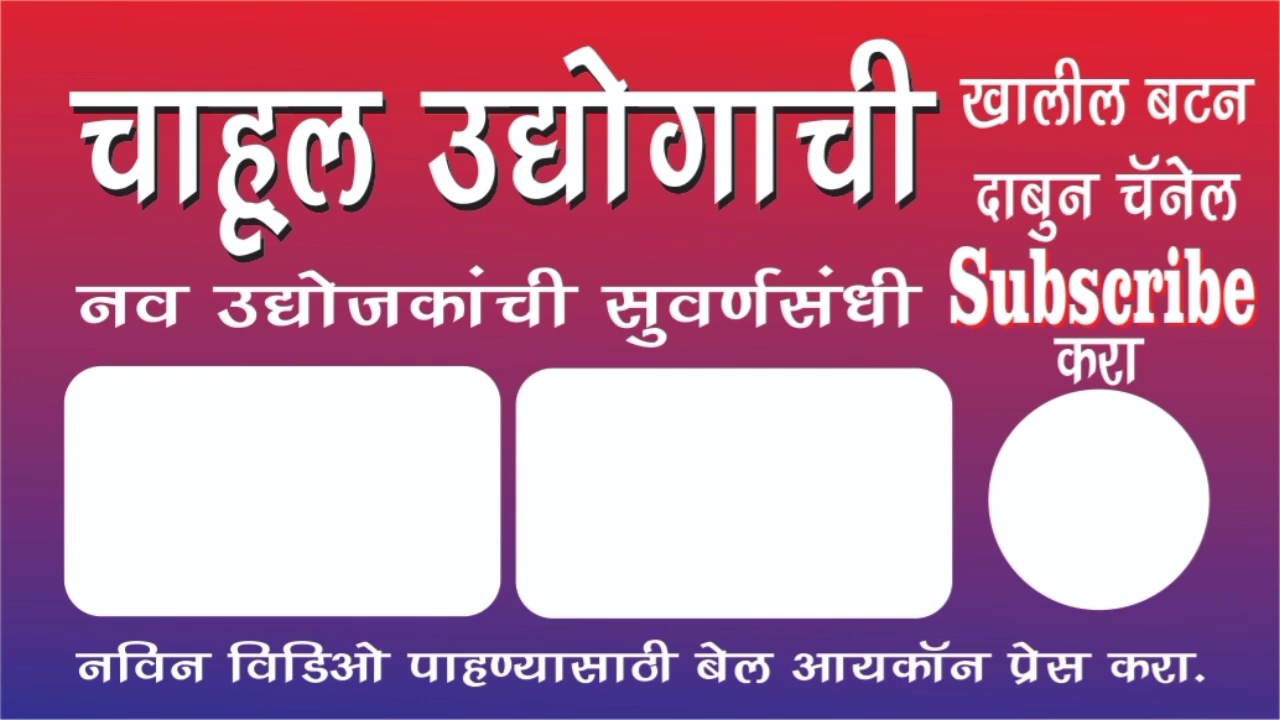 चाहूल उद्योगाची
नव उद्योजकांची सुवर्णसंधी
खालील बटन
दाबुन चॅनेल
Subscribe
करा
नविन विडिओ पाहण्यासाठी बेल आयकॉन प्रेस करा.